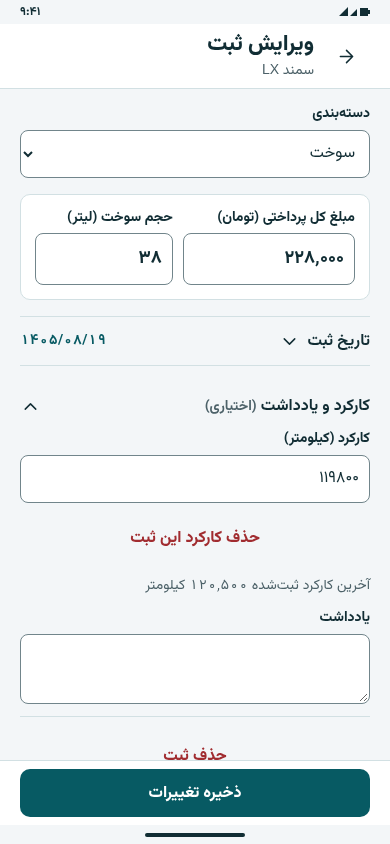 ۹:۴۱
ویرایش ثبت
سمند LX
دسته‌بندی
سوخت
مبلغ کل پرداختی (تومان)
حجم سوخت (لیتر)
۲۲۸,۰۰۰
۳۸
تاریخ ثبت
۱۴۰۵/۰۸/۱۹
کارکرد و یادداشت (اختیاری)
کارکرد (کیلومتر)
۱۱۹۸۰۰
حذف کارکرد این ثبت
آخرین کارکرد ثبت‌شده ۱۲۰,۵۰۰ کیلومتر
یادداشت
حذف ثبت
ذخیره تغییرات